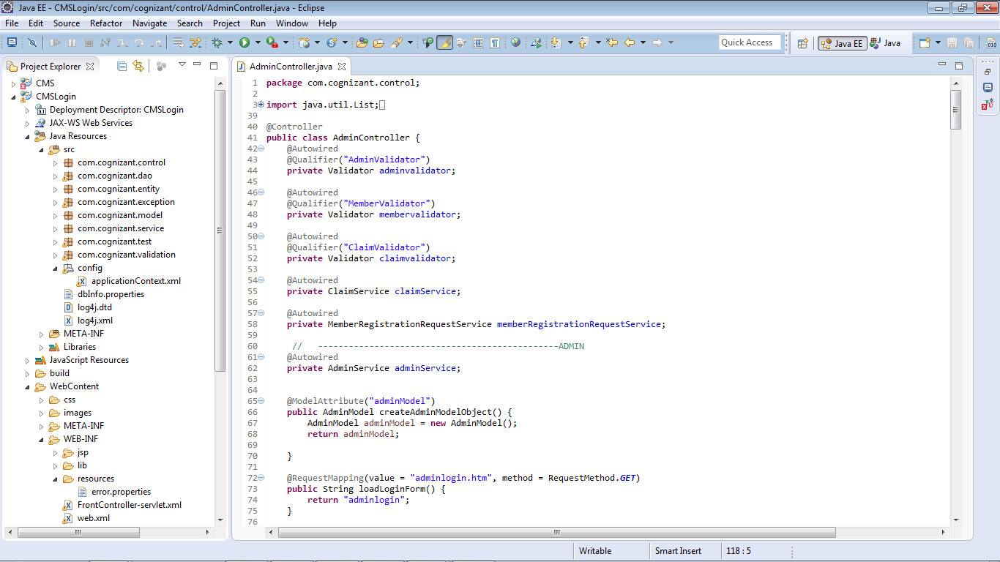 Java EE - CMSLogin/src/com/cognizant/control/AdminController.java - Eclipse
File Edit Source Refactor Navigate Search Project Run Window Help
Quick Access
Java EE
Java
Project Explorer
CMS
CMSLogin
Deployment Descriptor: CMSLogin
JAX-WS Web Services
Java Resources
src
com.cognizant.control
com.cognizant.dao
com.cognizant.entity
com.cognizant.exception
com.cognizant.model
com.cognizant.service
com.cognizant.test
com.cognizant.validation
config
applicationContext.xml
dbInfo.properties
log4j.dtd
log4j.xml
META-INF
Libraries
JavaScript Resources
build
WebContent
css
images
META-INF
WEB-INF
jsp
lib
resources
error.properties
FrontController-servlet.xml
web.xml
AdminController.java
1 package com.cognizant.control;
2
3 import java.util.List;
39
40 @Controller
41 public class AdminController {
42 @Autowired
43 @Qualifier("AdminValidator")
44 private Validator adminvalidator;
45
46 @Autowired
47 @Qualifier("MemberValidator")
48 private Validator membervalidator;
49
50 @Autowired
51 @Qualifier("ClaimValidator")
52 private Validator claimvalidator;
53
54 @Autowired
55 private ClaimService claimService;
56
57 @Autowired
58 private MemberRegistrationRequestService memberRegistrationRequestService;
59
60 // -----------------------------------------------ADMIN
61 @Autowired
62 private AdminService adminService;
63
64
65 @ModelAttribute("adminModel")
66 public AdminModel createAdminModelObject() {
67 AdminModel adminModel = new AdminModel();
68 return adminModel;
69
70 }
71
72 @RequestMapping(value = "adminlogin.htm", method = RequestMethod.GET)
73 public String loadLoginForm() {
74 return "adminlogin";
75 }
76
Writable
Smart Insert
118 : 5